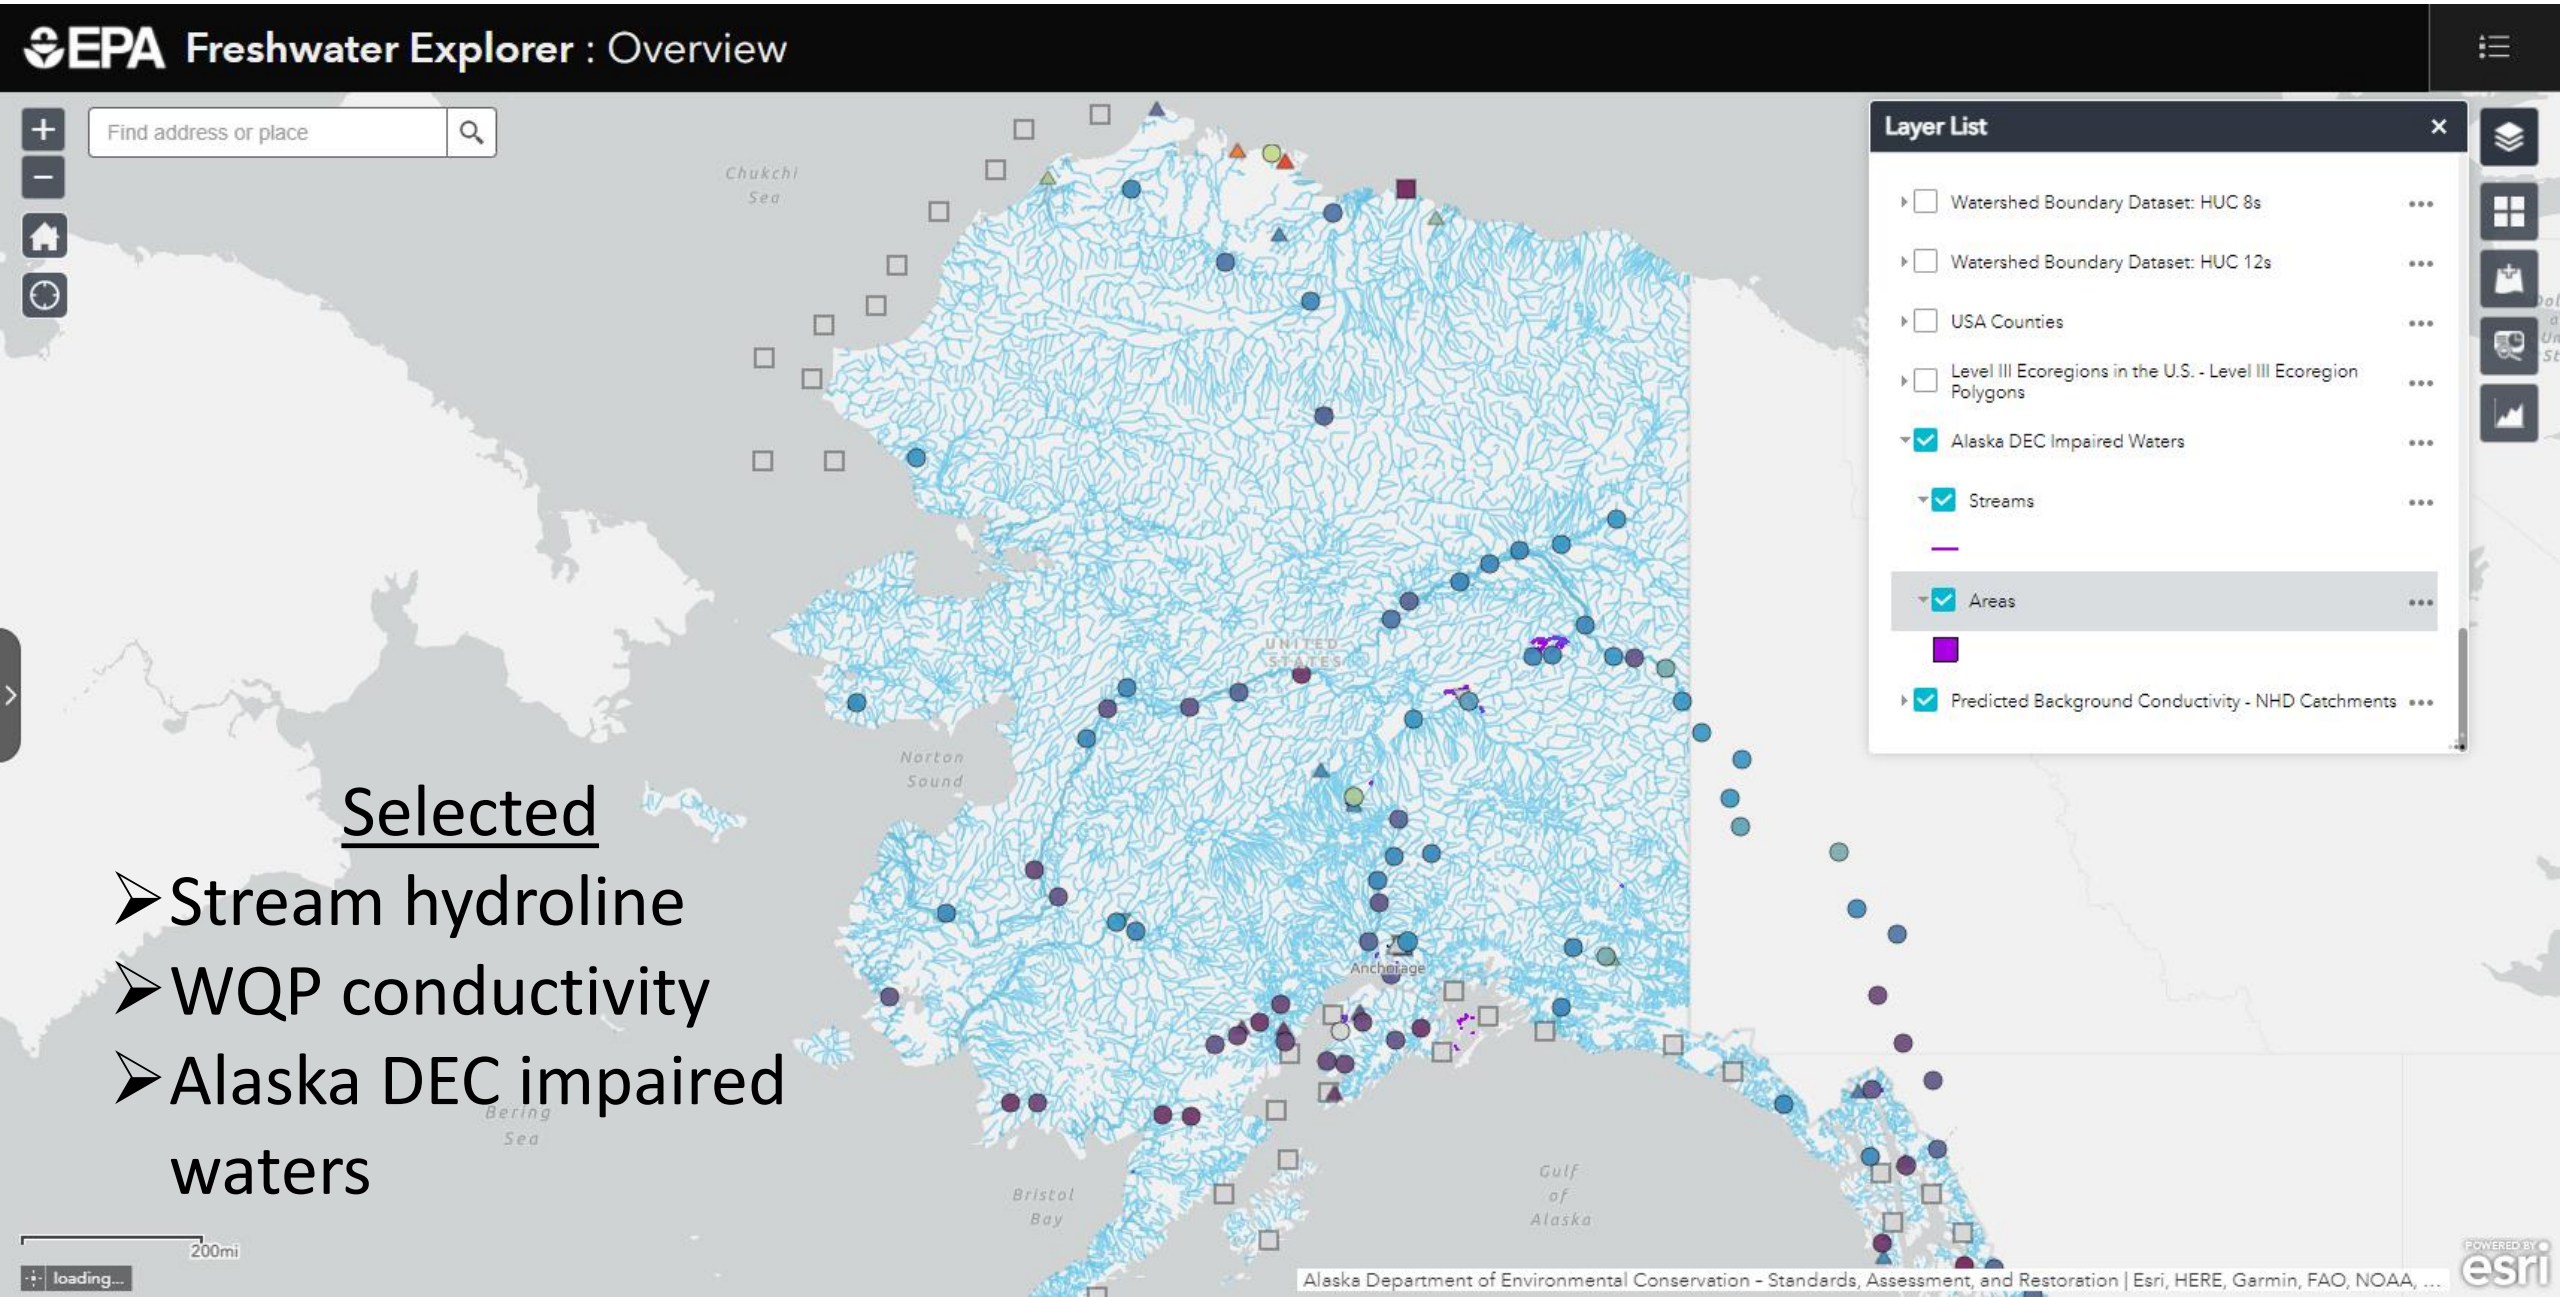 EPA Freshwater Explorer : Overview
Find address or place
Layer List
Watershed Boundary Dataset: HUC 8s
Watershed Boundary Dataset: HUC 12s
USA Counties
Level III Ecoregions in the U.S. - Level III Ecoregion
Polygons
Alaska DEC Impaired Waters
Streams
Areas
Predicted Background Conductivity - NHD Catchments
Chukchi
Sea
UNITED
STATES
Norton
Sound
Anchorage
Bering
Sea
Bristol
Bay
Gulf
of
Alaska
Selected
➢Stream hydroline
➢WQP conductivity
➢Alaska DEC impaired
waters
200mi
loading...
Alaska Department of Environmental Conservation - Standards, Assessment, and Restoration | Esri, HERE, Garmin, FAO, NOAA, ...
POWERED BY
esri